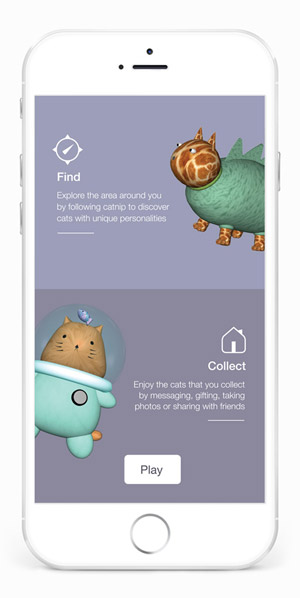 Find
Explore the area around you
by following catnip to discover
cats with unique personalities
Collect
Enjoy the cats that you collect
by messaging, gifting, taking
photos or sharing with friends
Play